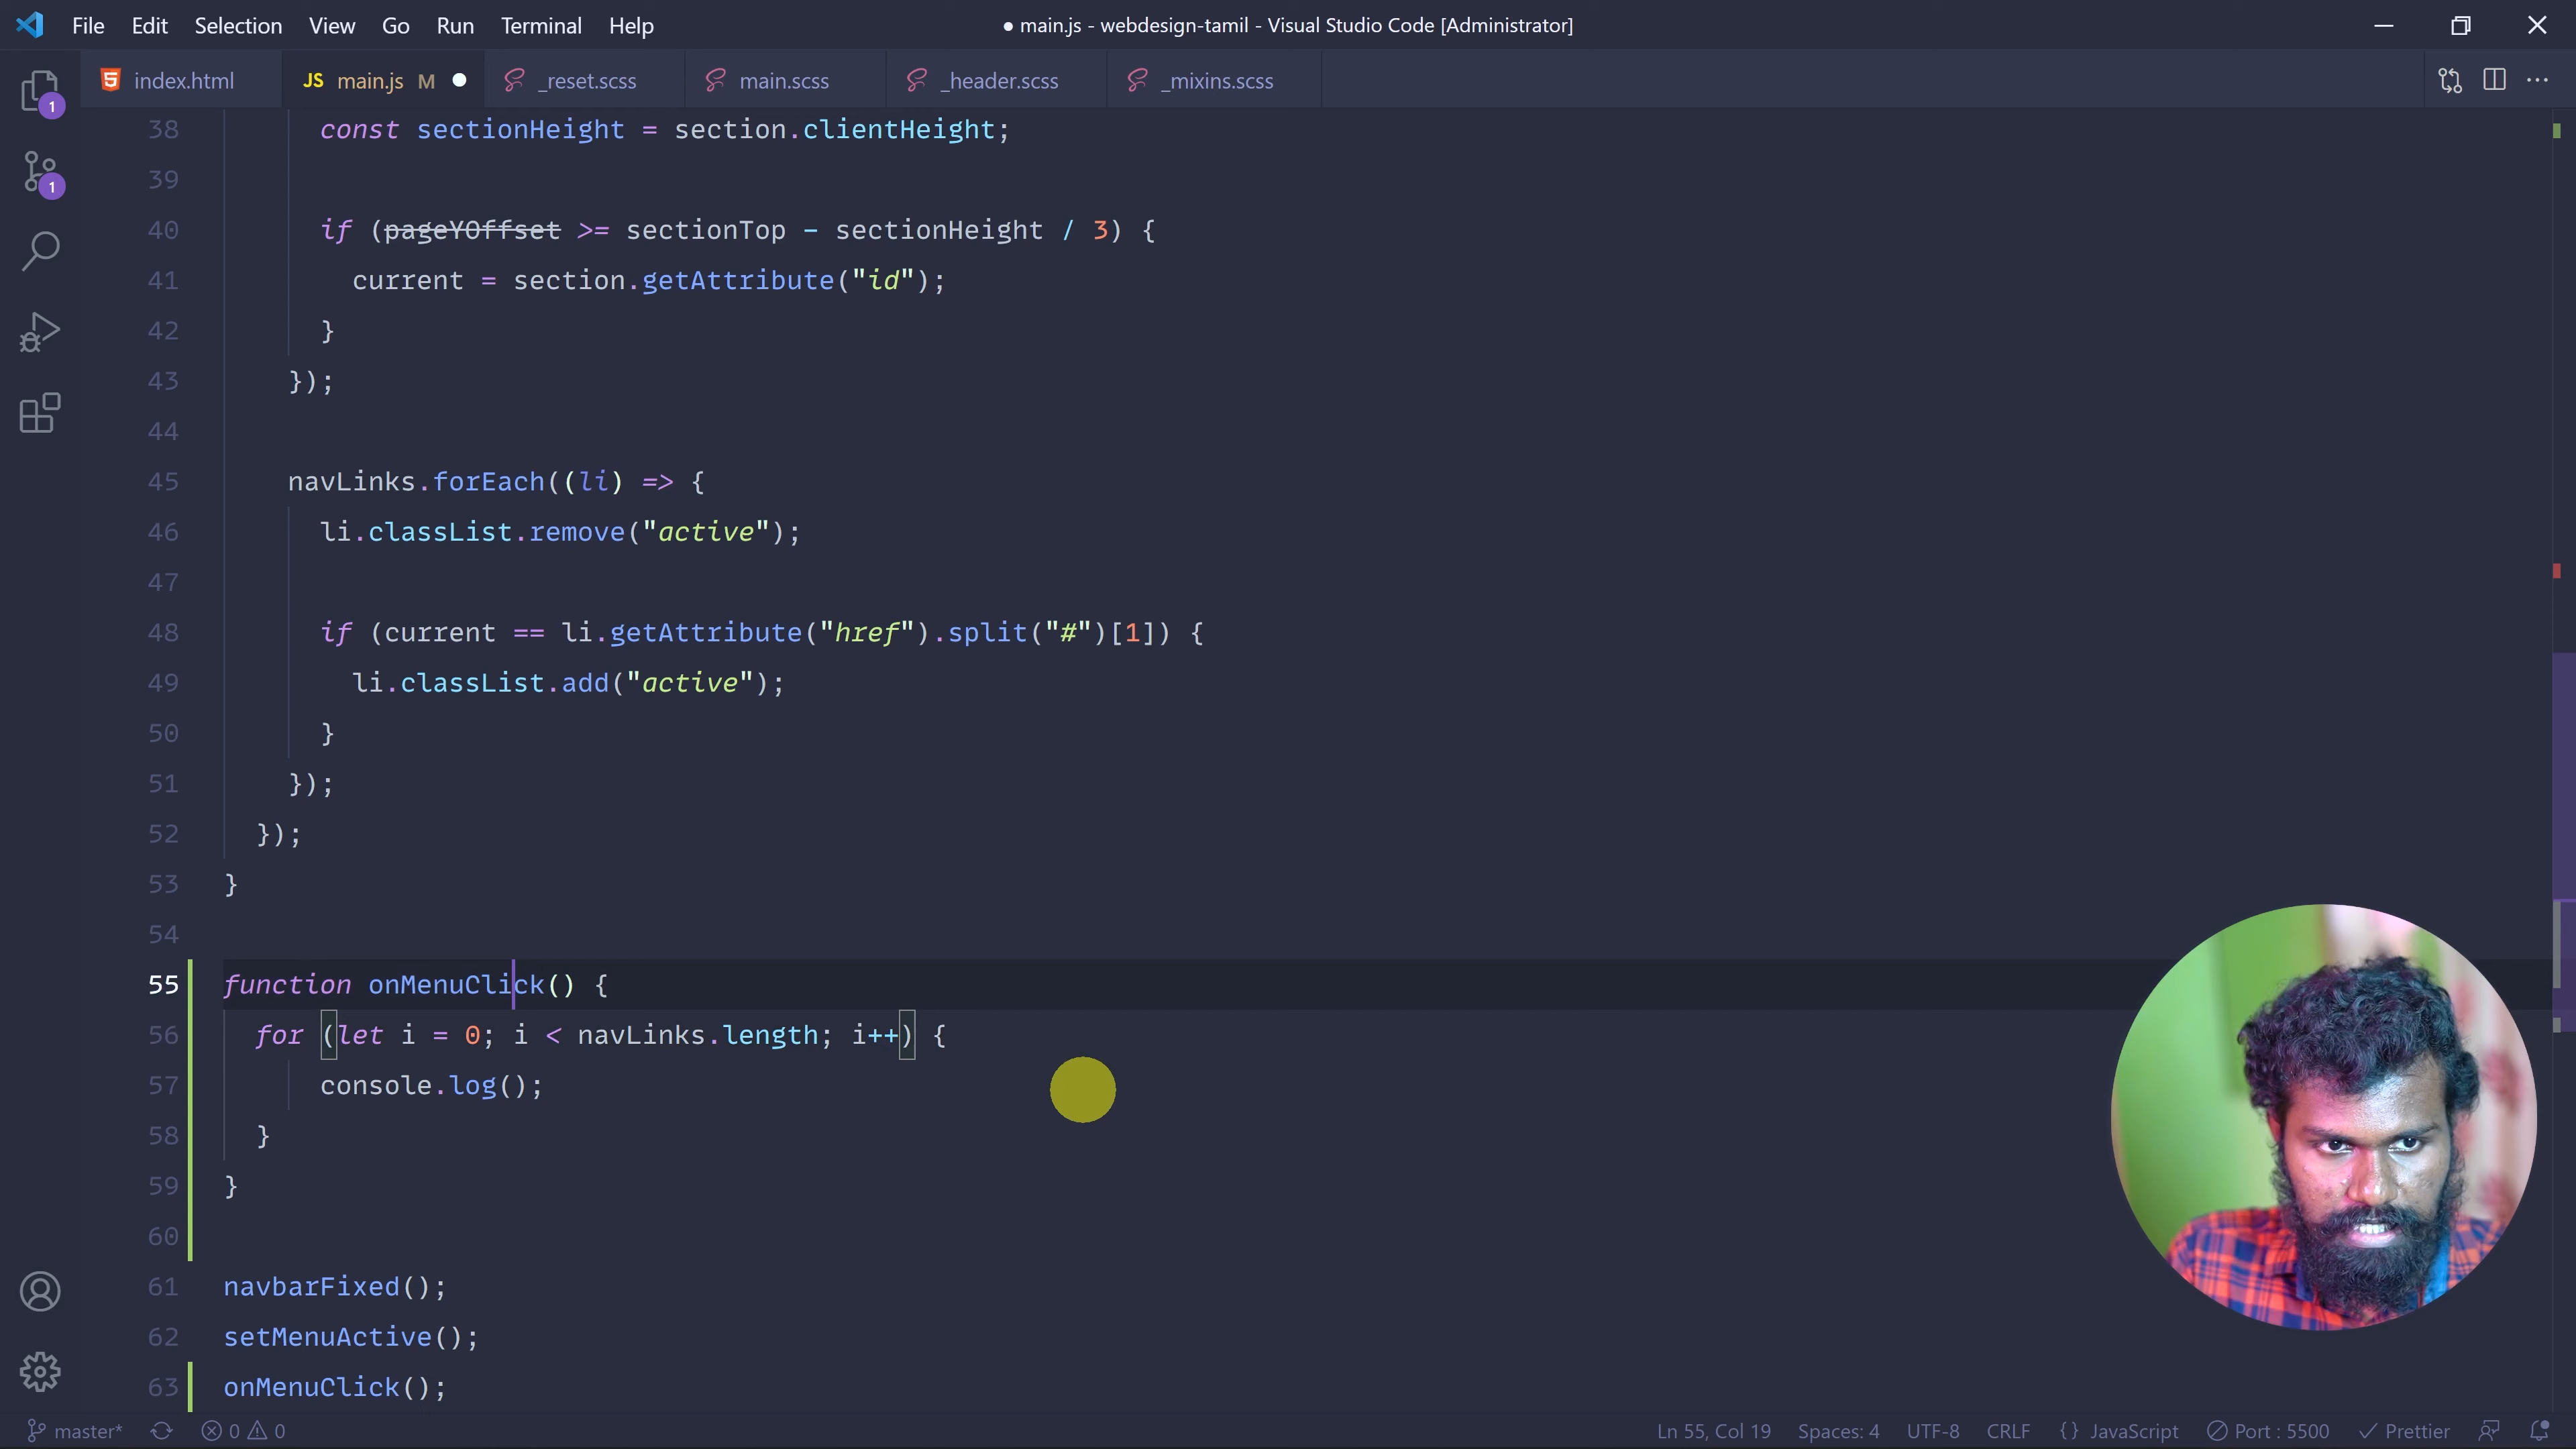 File Edit Selection View Go Run Terminal Help ● main.js - webdesign-tamil - Visual Studio Code [Administrator]
index.html JS main.js M ● _reset.scss main.scss _header.scss _mixins.scss
1
1
38 const sectionHeight = section.clientHeight;
39
40 if (pageYOffset >= sectionTop - sectionHeight / 3) {
41 current = section.getAttribute("id");
42 }
43 });
44
45 navLinks.forEach((li) => {
46 li.classList.remove("active");
47
48 if (current == li.getAttribute("href").split("#")[1]) {
49 li.classList.add("active");
50 }
51 });
52 });
53 }
54
55 function onMenuClick() {
56 for (let i = 0; i < navLinks.length; i++) {
57 console.log();
58 }
59 }
60
61 navbarFixed();
62 setMenuActive();
63 onMenuClick();
master* 0 0 Ln 55, Col 19 Spaces: 4 UTF-8 CRLF {} JavaScript Port : 5500 Prettier